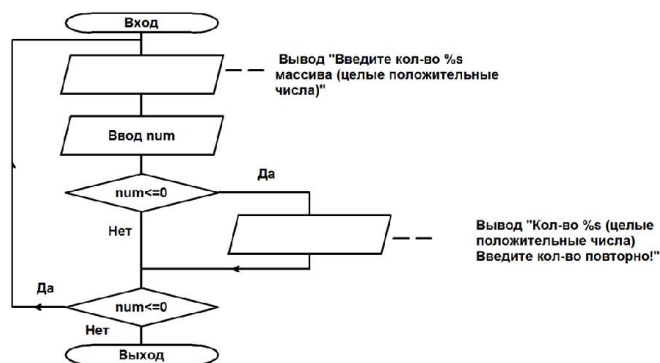 Вход
Вывод "Введите кол-во %s
массива (целые положительные
числа)"
Ввод num
num<=0
Да
Нет
Вывод "Кол-во %s (целые
положительные числа)
Введите кол-во повторно!"
Да
num<=0
Нет
Выход